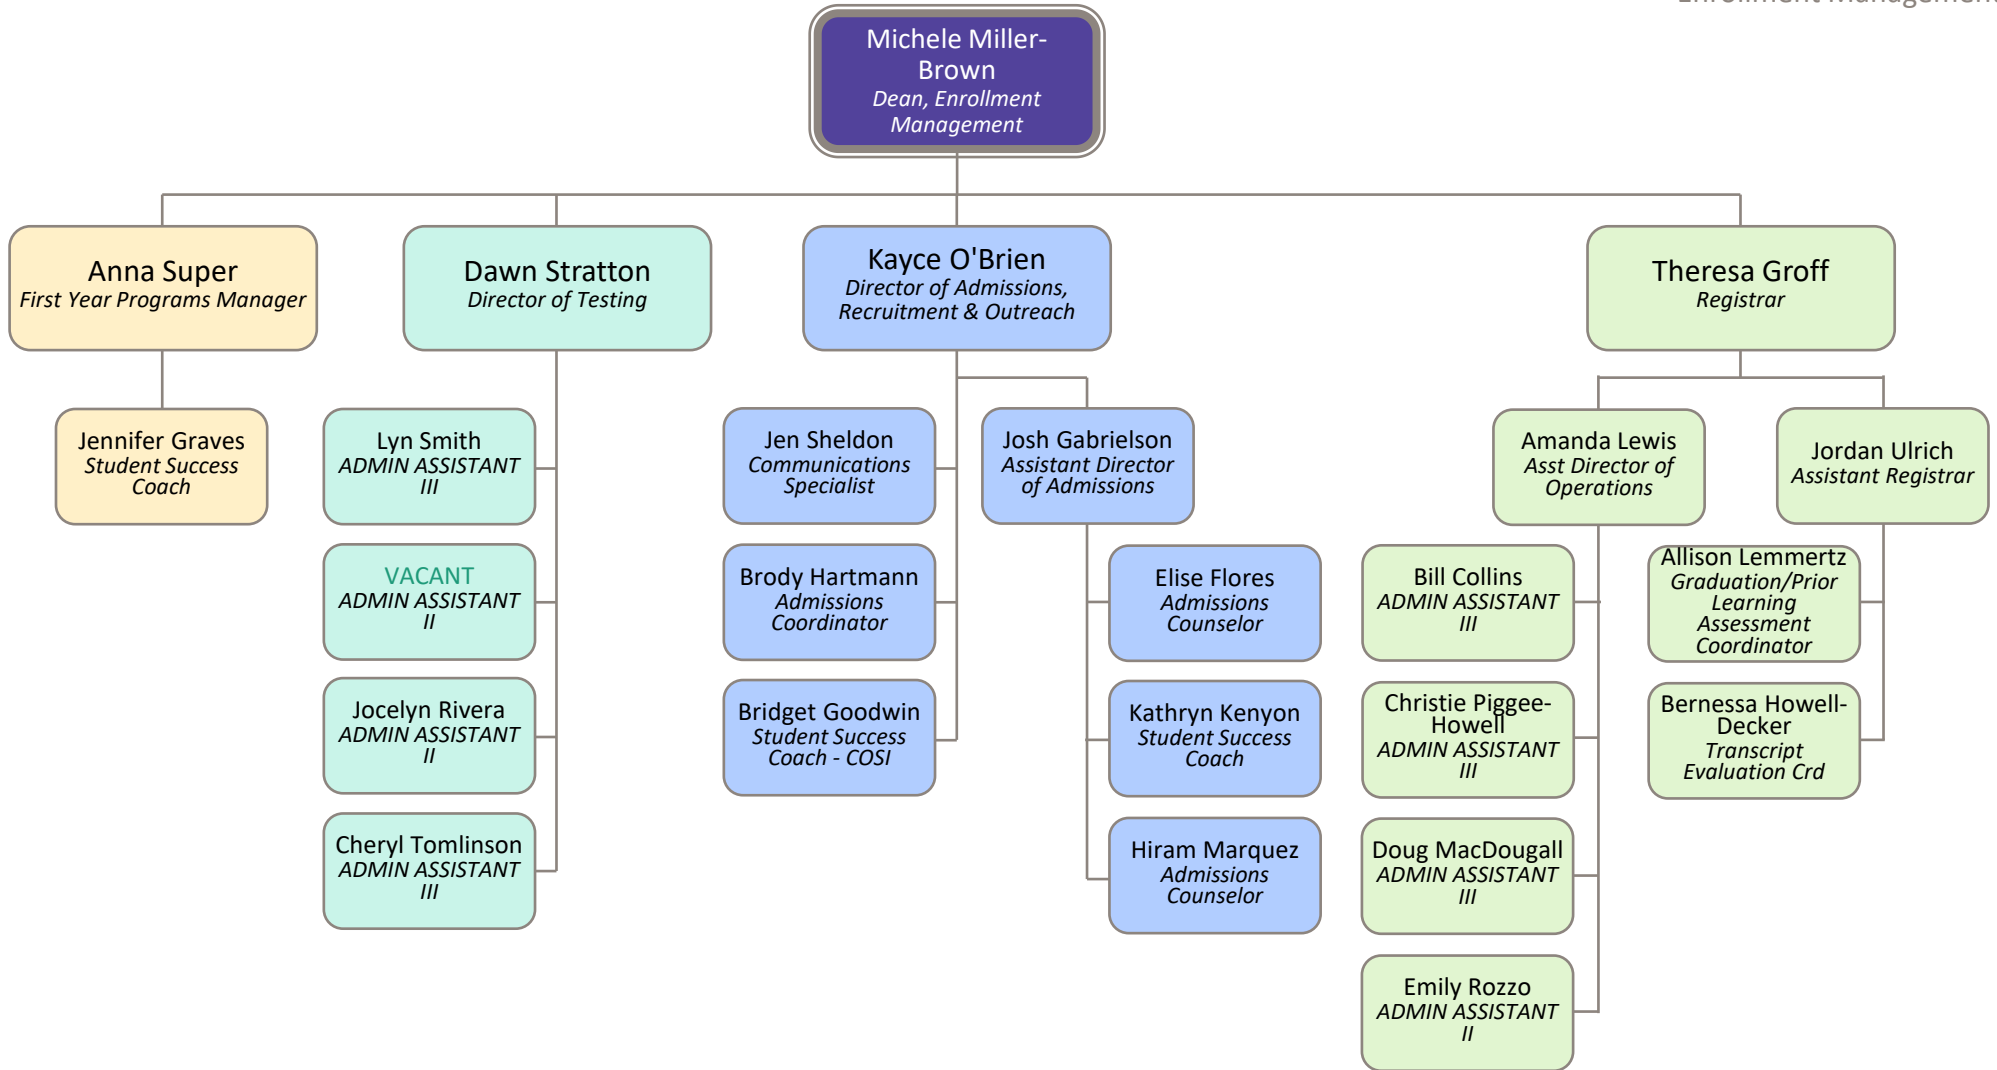 Enrollment Management
Michele Miller-
Brown
Dean, Enrollment
Management
Anna Super
First Year Programs Manager
Dawn Stratton
Director of Testing
Kayce O'Brien
Director of Admissions,
Recruitment & Outreach
Theresa Groff
Registrar
Jennifer Graves
Student Success
Coach
Lyn Smith
ADMIN ASSISTANT
III
VACANT
ADMIN ASSISTANT
II
Jocelyn Rivera
ADMIN ASSISTANT
II
Cheryl Tomlinson
ADMIN ASSISTANT
III
Jen Sheldon
Communications
Specialist
Brody Hartmann
Admissions
Coordinator
Bridget Goodwin
Student Success
Coach - COSI
Josh Gabrielson
Assistant Director
of Admissions
Elise Flores
Admissions
Counselor
Kathryn Kenyon
Student Success
Coach
Hiram Marquez
Admissions
Counselor
Amanda Lewis
Asst Director of
Operations
Bill Collins
ADMIN ASSISTANT
III
Christie Piggee-
Howell
ADMIN ASSISTANT
III
Doug MacDougall
ADMIN ASSISTANT
III
Emily Rozzo
ADMIN ASSISTANT
II
Jordan Ulrich
Assistant Registrar
Allison Lemmertz
Graduation/Prior
Learning
Assessment
Coordinator
Bernessa Howell-
Decker
Transcript
Evaluation Crd